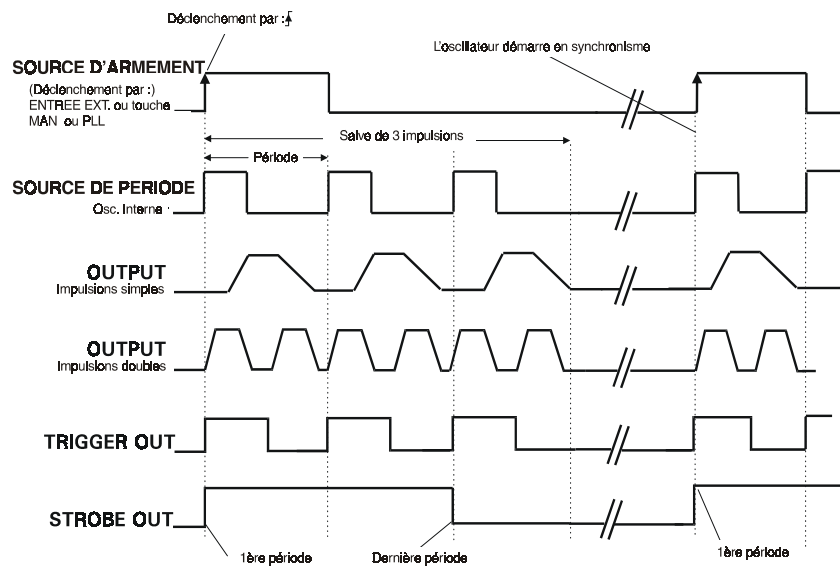 Déclenchement par :
L'oscillateur démarre en synchronisme
SOURCE D'ARMEMENT
(Déclenchement par :)
ENTREE EXT. ou touche
MAN ou PLL
Salve de 3 impulsions
Période
SOURCE DE PERIODE
Osc. Interne
OUTPUT
Impulsions simples
OUTPUT
Impulsions doubles
TRIGGER OUT
STROBE OUT
1ère période
Dernière période
1ère période